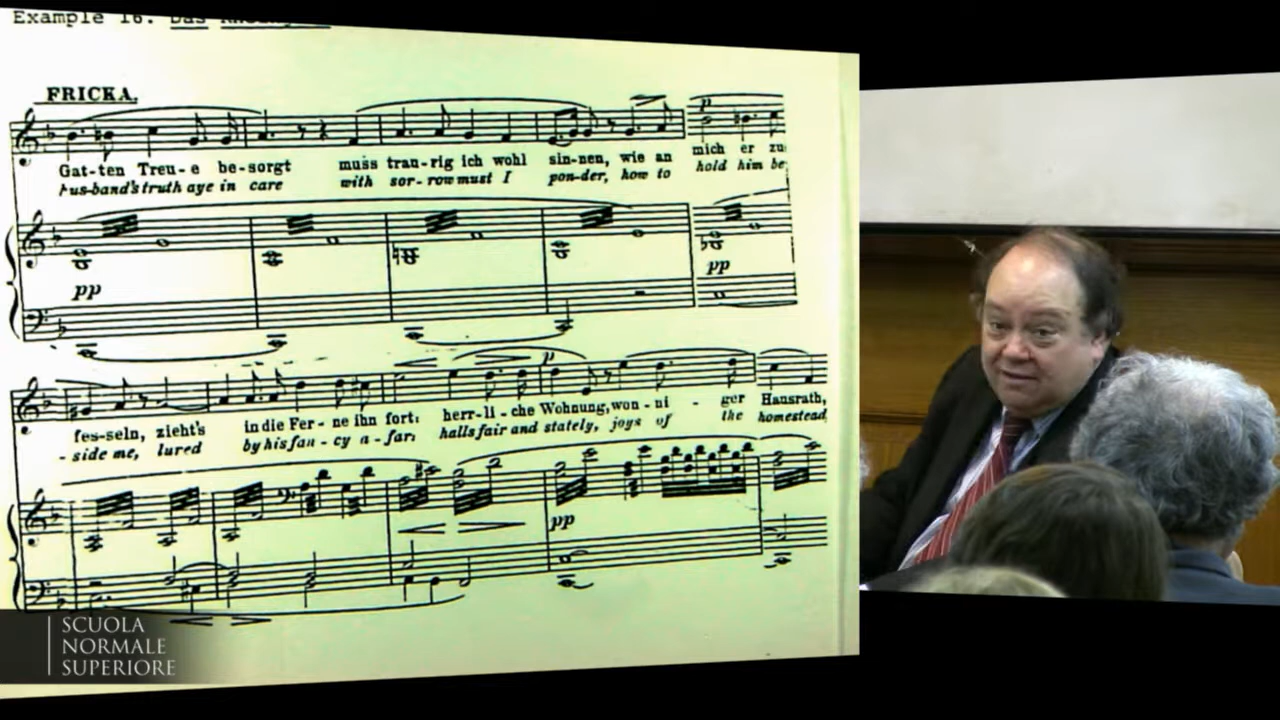 Example 16. Das
FRICKA.
Gat-ten Treu-e be-sorgt muss trau-rig ich wohl sin-nen, wie an mich er zu
hus-band's truth aye in care with sor-row must I pon-der, how to hold him be
pp
p
pp
p
fes-seln, zieht's in die Fer-ne ihn fort: herr-li-che Wohnung, won-ni-ger Hausrath,
-side me, lured by his fan-cy a-far: halls fair and stately, joys of the homestead
pp
SCUOLA
NORMALE
SUPERIORE